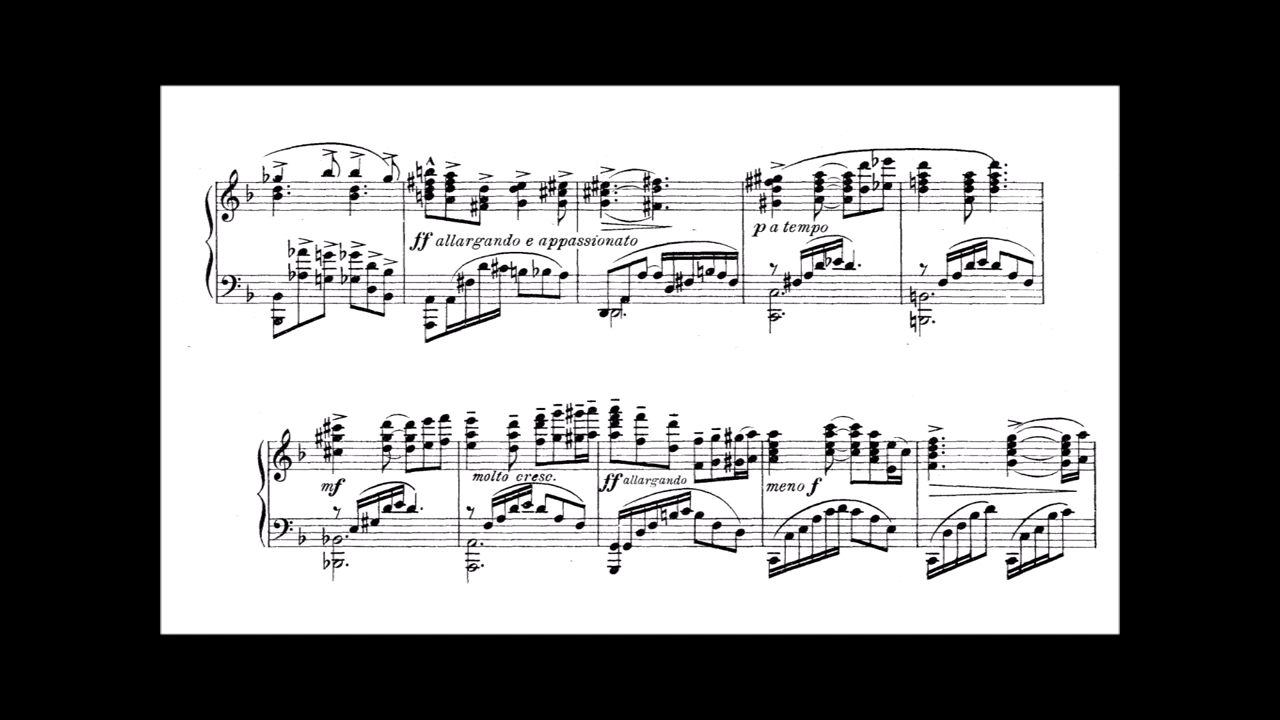 ff allargando e appassionato
p a tempo
mf
molto cresc.
ff allargando
meno f